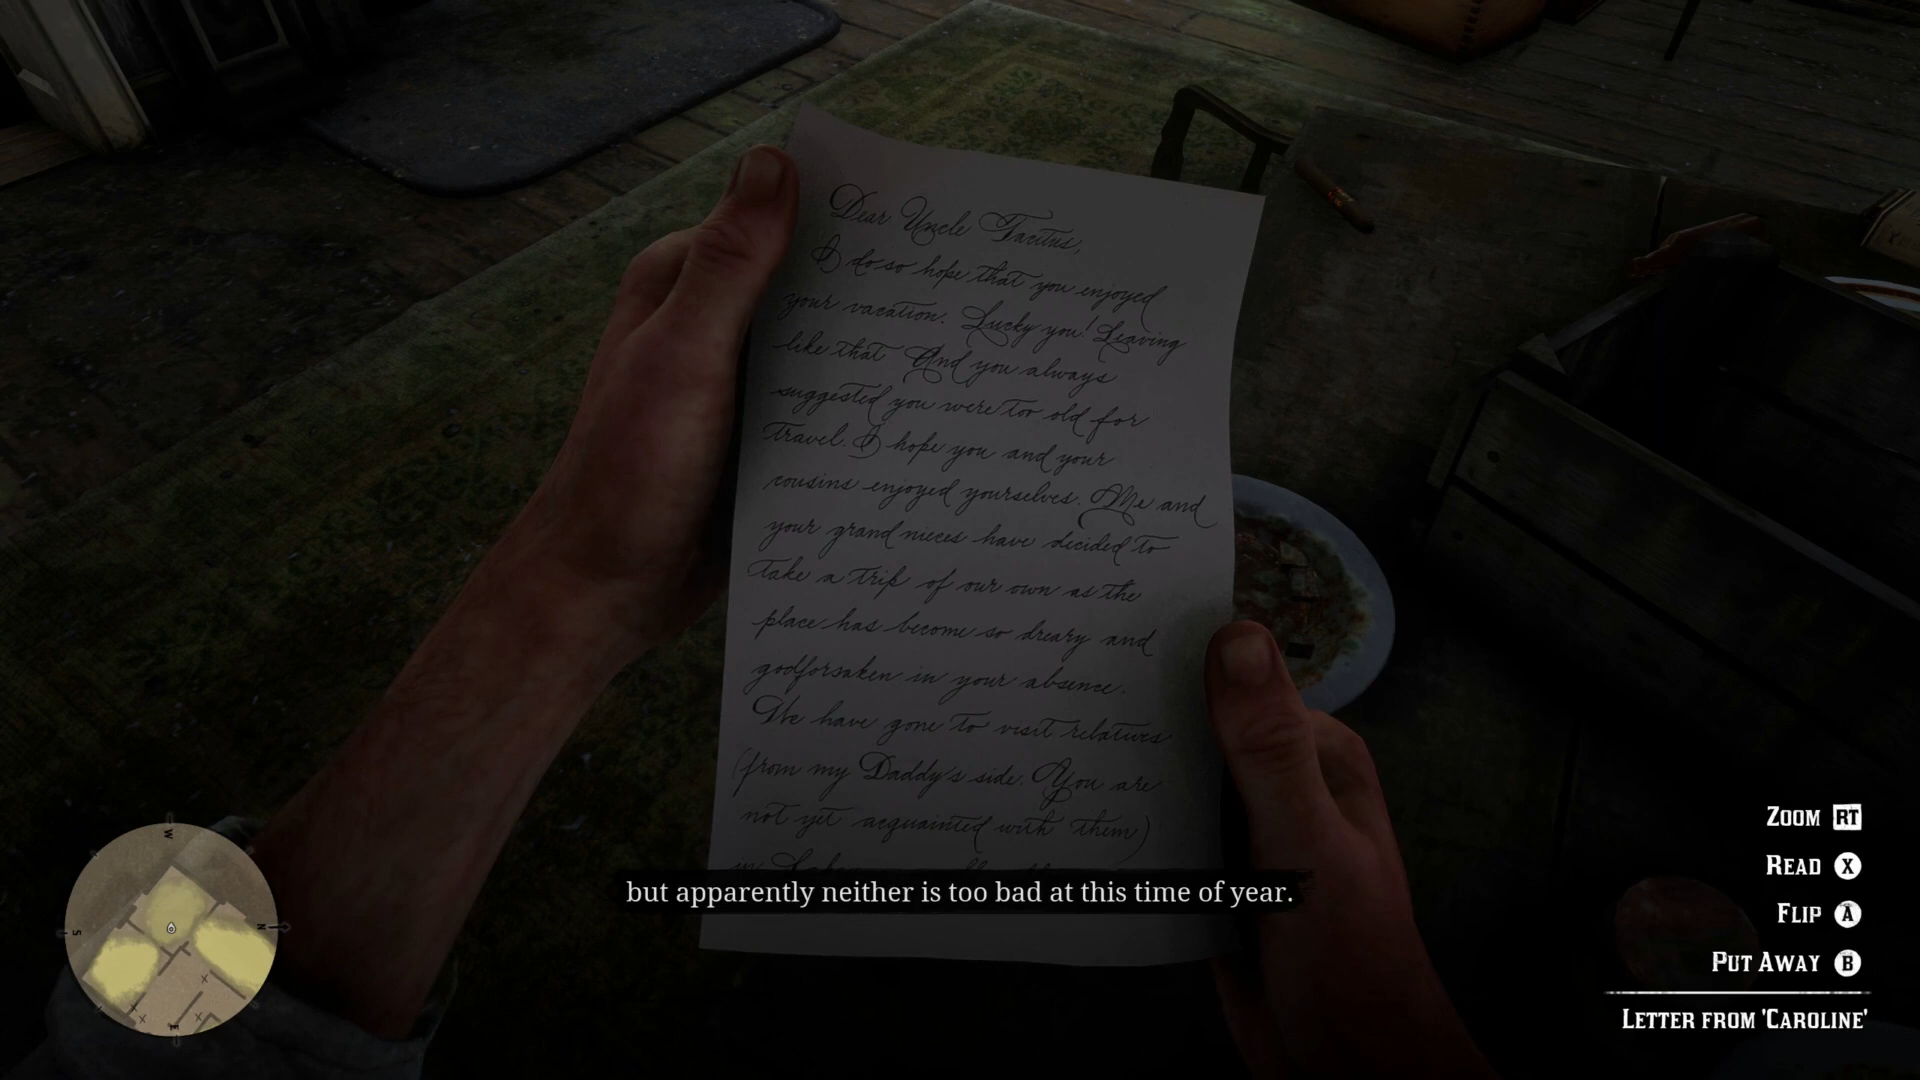 Dear Uncle Tacitus,
I do so hope that you enjoyed
your vacation. Lucky you! Leaving
like that And you always
suggested you were too old for
travel. I hope you and your
cousins enjoyed yourselves. Me and
your grand nieces have decided to
take a trip of our own as the
place has become so dreary and
godforsaken in your absence.
We have gone to visit relatives
(from my Daddy's side. You are
not yet acquainted with them)
in
but apparently neither is too bad at this time of year.
W
S
N
E
ZOOM RT
READ X
FLIP A
PUT AWAY B
LETTER FROM 'CAROLINE'